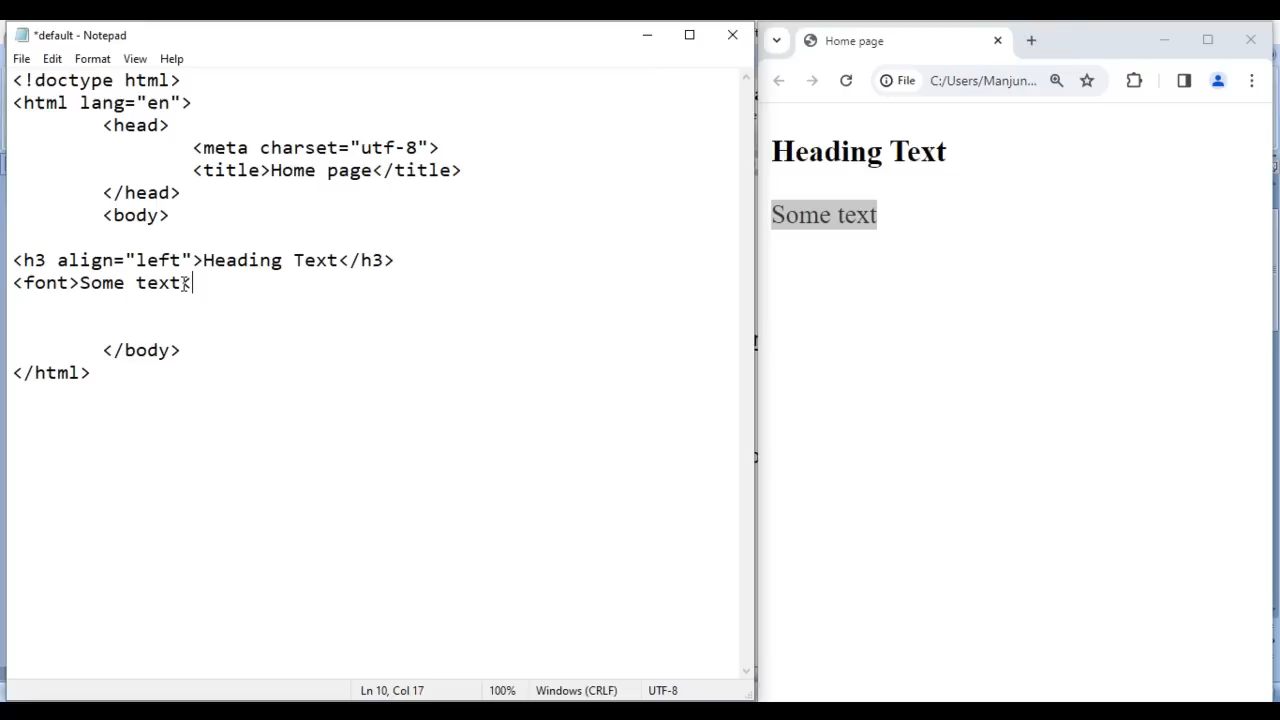 *default - Notepad
File Edit Format View Help
<!doctype html>
<html lang="en">
<head>
<meta charset="utf-8">
<title>Home page</title>
</head>
<body>
<h3 align="left">Heading Text</h3>
<font>Some text<
</body>
</html>
Ln 10, Col 17 100% Windows (CRLF) UTF-8
Home page
File C:/Users/Manjun...
Heading Text
Some text